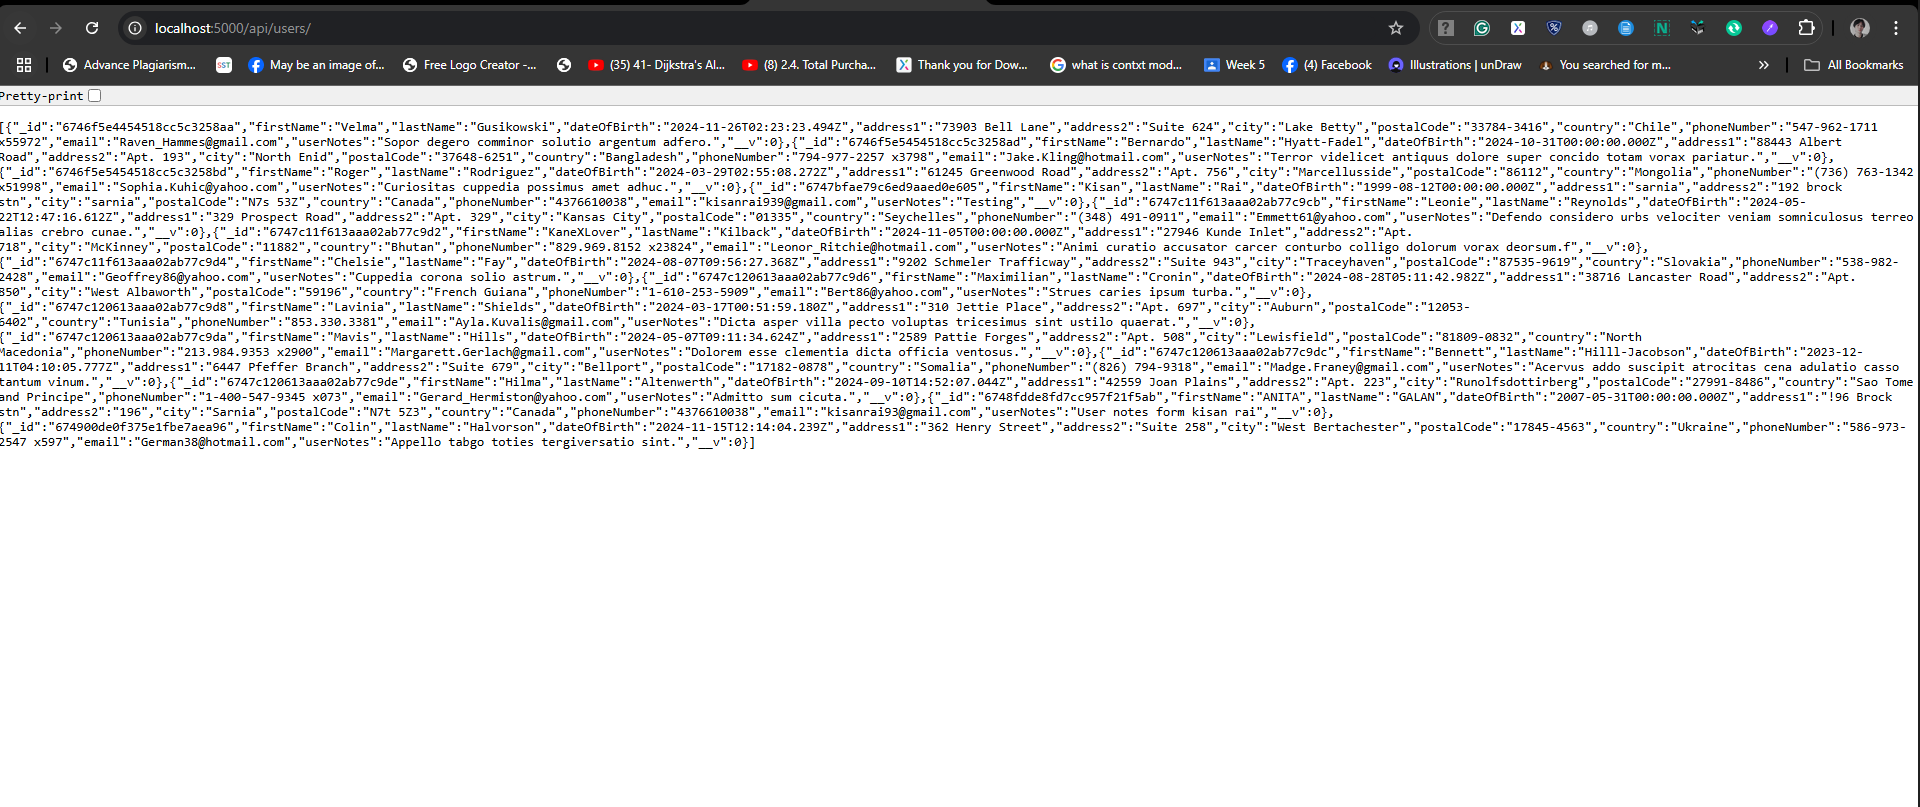 localhost:5000/api/users/
Advance Plagiarism... SST May be an image of... Free Logo Creator -... (35) 41- Dijkstra's Al... (8) 2.4. Total Purcha... Thank you for Dow... what is contxt mod... Week 5 (4) Facebook Illustrations | unDraw You searched for m... » All Bookmarks
Pretty-print
[{"_id":"6746f5e4454518cc5c3258aa","firstName":"Velma","lastName":"Gusikowski","dateOfBirth":"2024-11-26T02:23:23.494Z","address1":"73903 Bell Lane","address2":"Suite 624","city":"Lake Betty","postalCode":"33784-3416","country":"Chile","phoneNumber":"547-962-1711
x55972","email":"Raven_Hammes@gmail.com","userNotes":"Sopor degero comminor solutio argentum adfero.","__v":0},{"_id":"6746f5e5454518cc5c3258ad","firstName":"Bernardo","lastName":"Hyatt-Fadel","dateOfBirth":"2024-10-31T00:00:00.000Z","address1":"88443 Albert
Road","address2":"Apt. 193","city":"North Enid","postalCode":"37648-6251","country":"Bangladesh","phoneNumber":"794-977-2257 x3798","email":"Jake.Kling@hotmail.com","userNotes":"Terror videlicet antiquus dolore super concido totam vorax pariatur.","__v":0},
{"_id":"6746f5e5454518cc5c3258bd","firstName":"Roger","lastName":"Rodriguez","dateOfBirth":"2024-03-29T02:55:08.272Z","address1":"61245 Greenwood Road","address2":"Apt. 756","city":"Marcellusside","postalCode":"86112","country":"Mongolia","phoneNumber":"(736) 763-1342
x51998","email":"Sophia.Kuhic@yahoo.com","userNotes":"Curiositas cuppedia possimus amet adhuc.","__v":0},{"_id":"6747bfae79c6ed9aaed0e605","firstName":"Kisan","lastName":"Rai","dateOfBirth":"1999-08-12T00:00:00.000Z","address1":"sarnia","address2":"192 brock
stn","city":"sarnia","postalCode":"N7s 53Z","country":"Canada","phoneNumber":"4376610038","email":"kisanrai939@gmail.com","userNotes":"Testing","__v":0},{"_id":"6747c11f613aaa02ab77c9cb","firstName":"Leonie","lastName":"Reynolds","dateOfBirth":"2024-05-
22T12:47:16.612Z","address1":"329 Prospect Road","address2":"Apt. 329","city":"Kansas City","postalCode":"01335","country":"Seychelles","phoneNumber":"(348) 491-0911","email":"Emmett61@yahoo.com","userNotes":"Defendo considero urbs velociter veniam somniculosus terreo
alias crebro cunae.","__v":0},{"_id":"6747c11f613aaa02ab77c9d2","firstName":"KaneXLover","lastName":"Kilback","dateOfBirth":"2024-11-05T00:00:00.000Z","address1":"27946 Kunde Inlet","address2":"Apt.
718","city":"McKinney","postalCode":"11882","country":"Bhutan","phoneNumber":"829.969.8152 x23824","email":"Leonor_Ritchie@hotmail.com","userNotes":"Animi curatio accusator carcer conturbo colligo dolorum vorax deorsum.f","__v":0},
{"_id":"6747c11f613aaa02ab77c9d4","firstName":"Chelsie","lastName":"Fay","dateOfBirth":"2024-08-07T09:56:27.368Z","address1":"9202 Schmeler Trafficway","address2":"Suite 943","city":"Traceyhaven","postalCode":"87535-9619","country":"Slovakia","phoneNumber":"538-982-
2428","email":"Geoffrey86@yahoo.com","userNotes":"Cuppedia corona solio astrum.","__v":0},{"_id":"6747c120613aaa02ab77c9d6","firstName":"Maximilian","lastName":"Cronin","dateOfBirth":"2024-08-28T05:11:42.982Z","address1":"38716 Lancaster Road","address2":"Apt.
850","city":"West Albaworth","postalCode":"59196","country":"French Guiana","phoneNumber":"1-610-253-5909","email":"Bert86@yahoo.com","userNotes":"Strues caries ipsum turba.","__v":0},
{"_id":"6747c120613aaa02ab77c9d8","firstName":"Lavinia","lastName":"Shields","dateOfBirth":"2024-03-17T00:51:59.180Z","address1":"310 Jettie Place","address2":"Apt. 697","city":"Auburn","postalCode":"12053-
6402","country":"Tunisia","phoneNumber":"853.330.3381","email":"Ayla.Kuvalis@gmail.com","userNotes":"Dicta asper villa pecto voluptas tricesimus sint ustilo quaerat.","__v":0},
{"_id":"6747c120613aaa02ab77c9da","firstName":"Mavis","lastName":"Hills","dateOfBirth":"2024-05-07T09:11:34.624Z","address1":"2589 Pattie Forges","address2":"Apt. 508","city":"Lewisfield","postalCode":"81809-0832","country":"North
Macedonia","phoneNumber":"213.984.9353 x2900","email":"Margarett.Gerlach@gmail.com","userNotes":"Dolorem esse clementia dicta officia ventosus.","__v":0},{"_id":"6747c120613aaa02ab77c9dc","firstName":"Bennett","lastName":"Hilll-Jacobson","dateOfBirth":"2023-12-
11T04:10:05.777Z","address1":"6447 Pfeffer Branch","address2":"Suite 679","city":"Bellport","postalCode":"17182-0878","country":"Somalia","phoneNumber":"(826) 794-9318","email":"Madge.Franey@gmail.com","userNotes":"Acervus addo suscipit atrocitas cena adulatio casso
tantum vinum.","__v":0},{"_id":"6747c120613aaa02ab77c9de","firstName":"Hilma","lastName":"Altenwerth","dateOfBirth":"2024-09-10T14:52:07.044Z","address1":"42559 Joan Plains","address2":"Apt. 223","city":"Runolfsdottirberg","postalCode":"27991-8486","country":"Sao Tome
and Principe","phoneNumber":"1-400-547-9345 x073","email":"Gerard_Hermiston@yahoo.com","userNotes":"Admitto sum cicuta.","__v":0},{"_id":"6748fdde8fd7cc957f21f5ab","firstName":"ANITA","lastName":"GALAN","dateOfBirth":"2007-05-31T00:00:00.000Z","address1":"!96 Brock
stn","address2":"196","city":"Sarnia","postalCode":"N7t 5Z3","country":"Canada","phoneNumber":"4376610038","email":"kisanrai93@gmail.com","userNotes":"User notes form kisan rai","__v":0},
{"_id":"674900de0f375e1fbe7aea96","firstName":"Colin","lastName":"Halvorson","dateOfBirth":"2024-11-15T12:14:04.239Z","address1":"362 Henry Street","address2":"Suite 258","city":"West Bertachester","postalCode":"17845-4563","country":"Ukraine","phoneNumber":"586-973-
2547 x597","email":"German38@hotmail.com","userNotes":"Appello tabgo toties tergiversatio sint.","__v":0}]